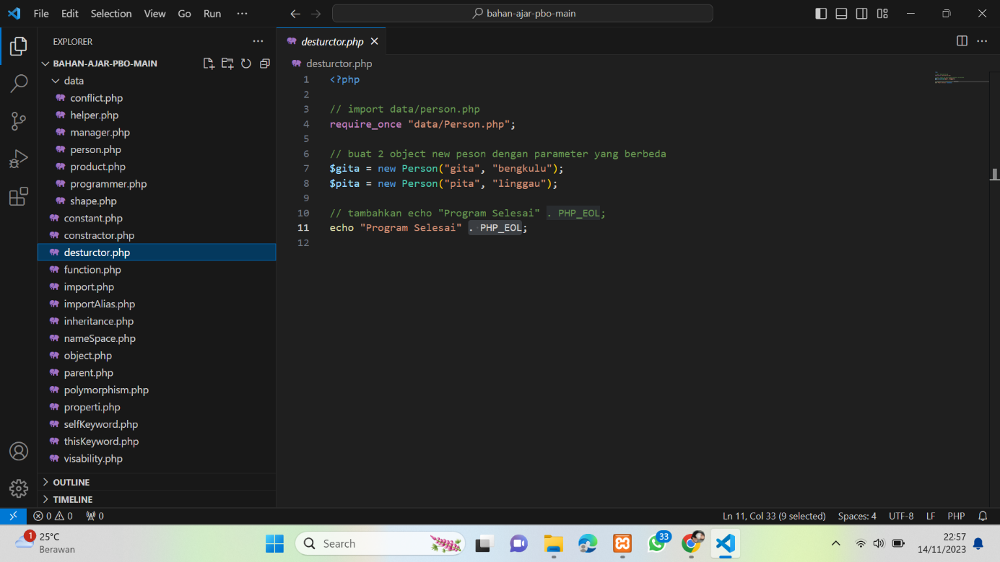 File Edit Selection View Go Run ···
bahan-ajar-pbo-main
EXPLORER
BAHAN-AJAR-PBO-MAIN
data
conflict.php
helper.php
manager.php
person.php
product.php
programmer.php
shape.php
constant.php
constractor.php
desturctor.php
function.php
import.php
importAlias.php
inheritance.php
nameSpace.php
object.php
parent.php
polymorphism.php
properti.php
selfKeyword.php
thisKeyword.php
visability.php
OUTLINE
TIMELINE
desturctor.php
desturctor.php
1 <?php
2
3 // import data/person.php
4 require_once "data/Person.php";
5
6 // buat 2 object new peson dengan parameter yang berbeda
7 $gita = new Person("gita", "bengkulu");
8 $pita = new Person("pita", "linggau");
9
10 // tambahkan echo "Program Selesai" . PHP_EOL;
11 echo "Program Selesai" . PHP_EOL;
12
0 0 0 Ln 11, Col 33 (9 selected) Spaces: 4 UTF-8 LF PHP
1 25°C
Berawan
Search
33
22:57
14/11/2023